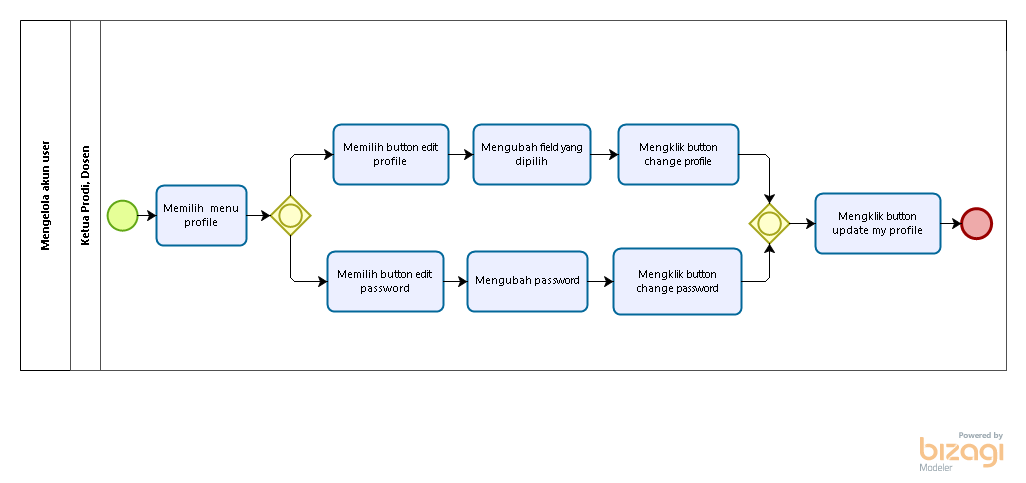 Mengelola akun user
Ketua Prodi, Dosen
Memilih menu
profile
Memilih button edit
profile
Mengubah field yang
dipilih
Mengklik button
change profile
Memilih button edit
password
Mengubah password
Mengklik button
change password
Mengklik button
update my profile
Powered by
bizagi
Modeler